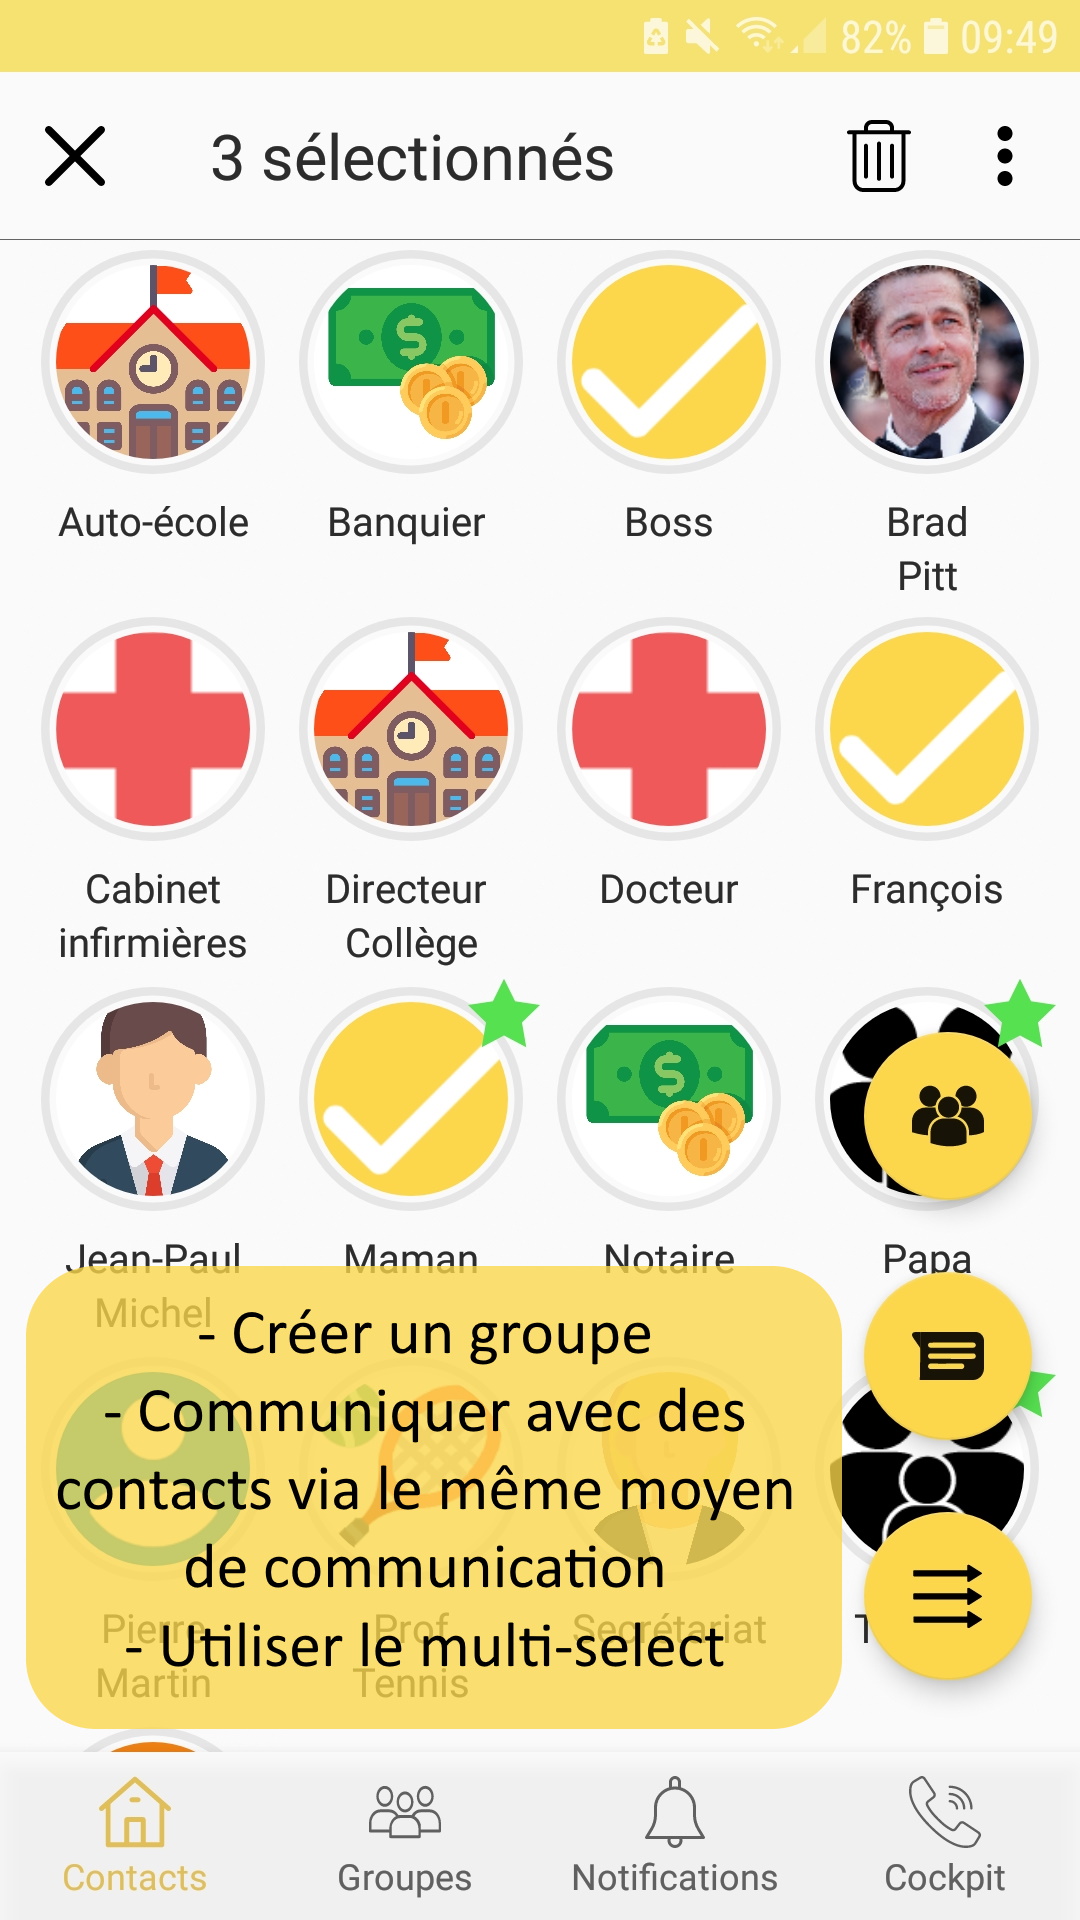 82% 09:49
3 sélectionnés
Auto-école
Banquier
Boss
Brad
Pitt
Cabinet
infirmières
Directeur
Collège
Docteur
François
Jean-Paul
Michel
Maman
Notaire
Papa
- Créer un groupe
- Communiquer avec des
contacts via le même moyen
de communication
- Utiliser le multi-select
Pierre
Martin
Prof
Tennis
Secrétariat
Contacts
Groupes
Notifications
Cockpit